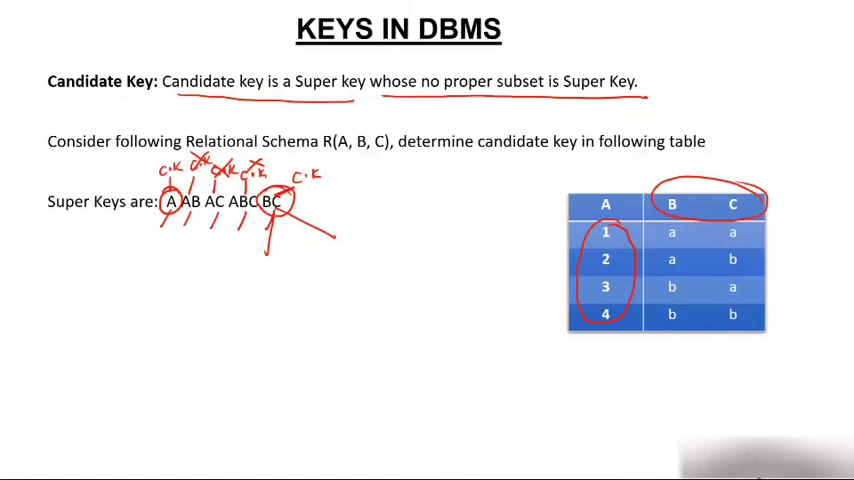 KEYS IN DBMS
Candidate Key: Candidate key is a Super key whose no proper subset is Super Key.
Consider following Relational Schema R(A, B, C), determine candidate key in following table
C.K C.K C.K C.K C.K
Super Keys are: A AB AC ABC BC
A B C
1 a a
2 a b
3 b a
4 b b